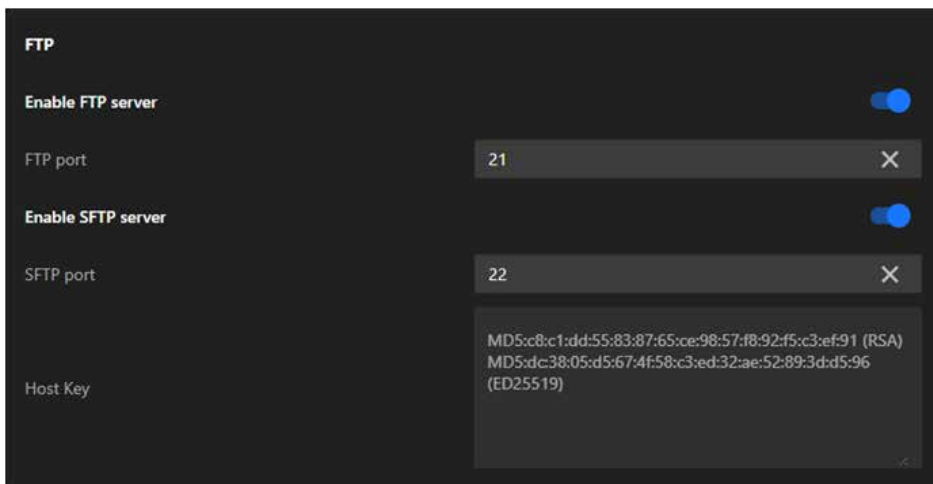 FTP
Enable FTP server
FTP port 21
Enable SFTP server
SFTP port 22
Host Key
MD5:c8:c1:dd:55:83:87:65:ce:98:57:f8:92:f5:c3:ef:91 (RSA)
MD5:dc:38:05:d5:67:4f:58:c3:ed:32:ae:52:89:3d:d5:96
(ED25519)